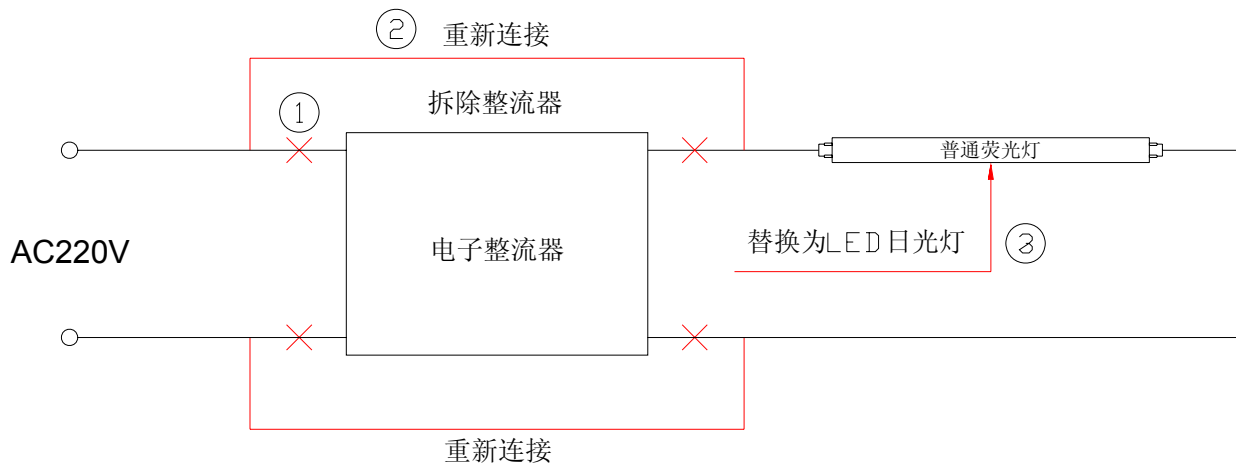 ② 重新连接
① 拆除整流器
普通荧光灯
AC220V
电子整流器
替换为LED日光灯 ③
重新连接